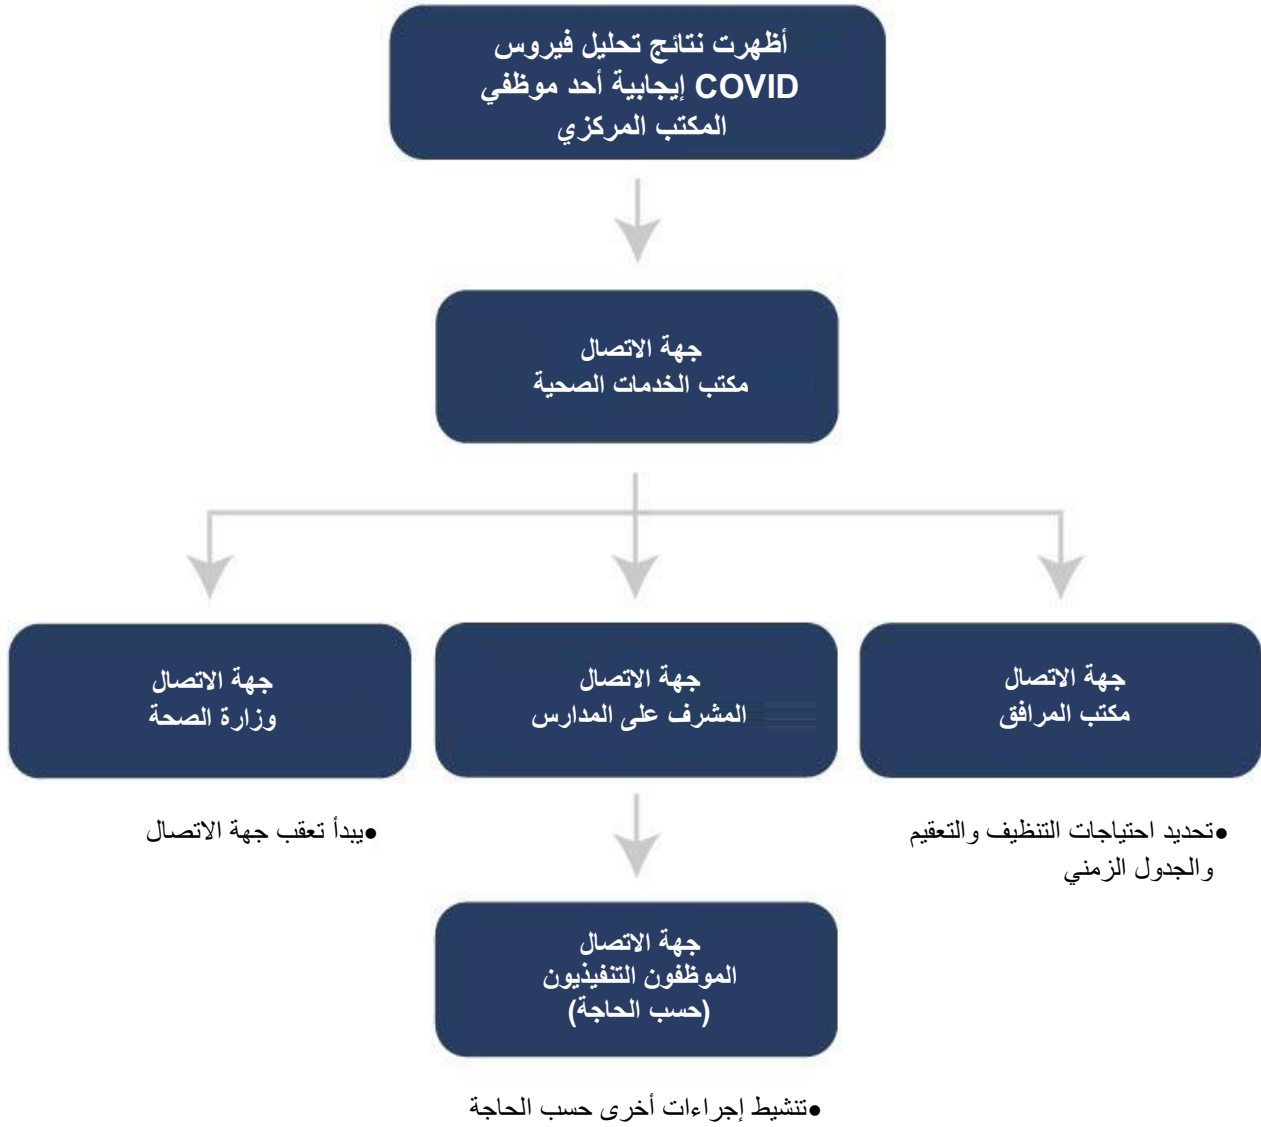 أظهرت نتائج تحليل فيروس
COVID إيجابية أحد موظفي
المكتب المركزي
جهة الاتصال
مكتب الخدمات الصحية
جهة الاتصال
مكتب المرافق
جهة الاتصال
المشرف على المدارس
جهة الاتصال
وزارة الصحة
•تحديد احتياجات التنظيف والتعقيم
والجدول الزمني
•يبدأ تعقب جهة الاتصال
جهة الاتصال
الموظفون التنفيذيون
(حسب الحاجة)
•تنشيط إجراءات أخرى حسب الحاجة